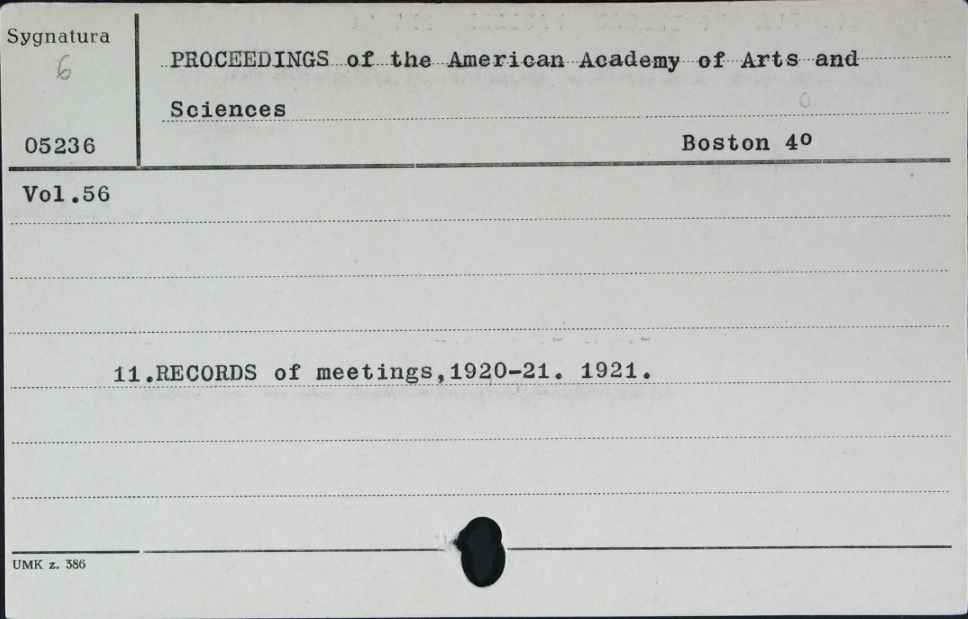 Sygnatura
6
05236
PROCEEDINGS of the American Academy of Arts and
Sciences
Boston 4º
Vol.56
11.RECORDS of meetings,1920-21. 1921.
UMK z. 386